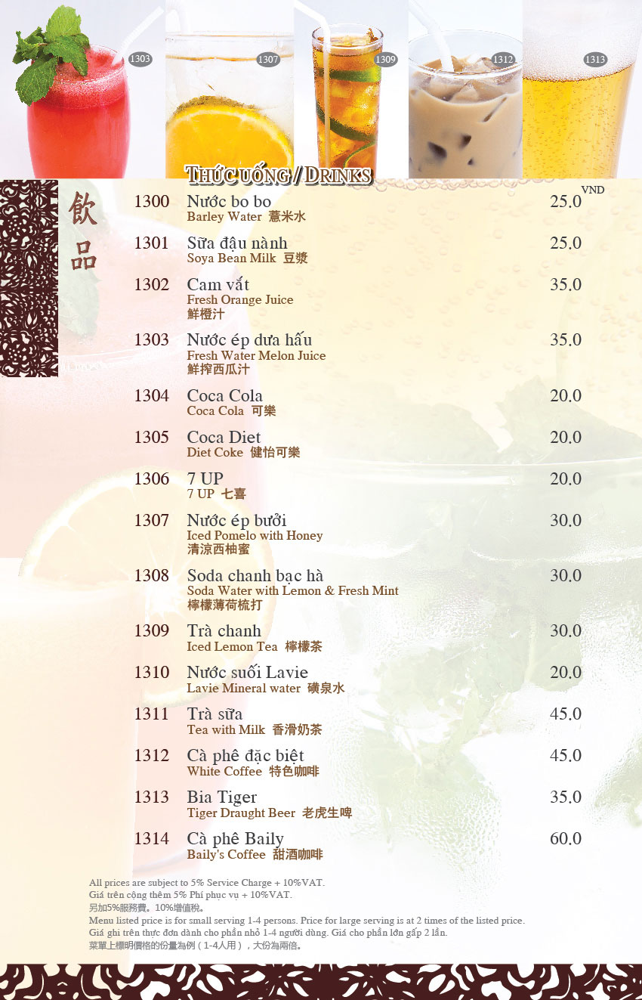 1303
1307
1309
1312
1313
THỨC UỐNG / DRINKS
飲品
VND
1300 Nước bo bo 25.0
Barley Water 薏米水
1301 Sữa đậu nành 25.0
Soya Bean Milk 豆漿
1302 Cam vắt 35.0
Fresh Orange Juice
鮮橙汁
1303 Nước ép dưa hấu 35.0
Fresh Water Melon Juice
鮮搾西瓜汁
1304 Coca Cola 20.0
Coca Cola 可樂
1305 Coca Diet 20.0
Diet Coke 健怡可樂
1306 7 UP 20.0
7 UP 七喜
1307 Nước ép bưởi 30.0
Iced Pomelo with Honey
清涼西柚蜜
1308 Soda chanh bạc hà 30.0
Soda Water with Lemon & Fresh Mint
檸檬薄荷梳打
1309 Trà chanh 30.0
Iced Lemon Tea 檸檬茶
1310 Nước suối Lavie 20.0
Lavie Mineral water 磺泉水
1311 Trà sữa 45.0
Tea with Milk 香滑奶茶
1312 Cà phê đặc biệt 45.0
White Coffee 特色咖啡
1313 Bia Tiger 35.0
Tiger Draught Beer 老虎生啤
1314 Cà phê Baily 60.0
Baily's Coffee 甜酒咖啡
All prices are subject to 5% Service Charge + 10%VAT.
Giá trên cộng thêm 5% Phí phục vụ + 10%VAT.
另加5%服務費。10%增值稅。
Menu listed price is for small serving 1-4 persons. Price for large serving is at 2 times of the listed price.
Giá ghi trên thực đơn dành cho phần nhỏ 1-4 người dùng. Giá cho phần lớn gấp 2 lần.
菜單上標明價格的份量為例（1-4人用），大份為兩倍。